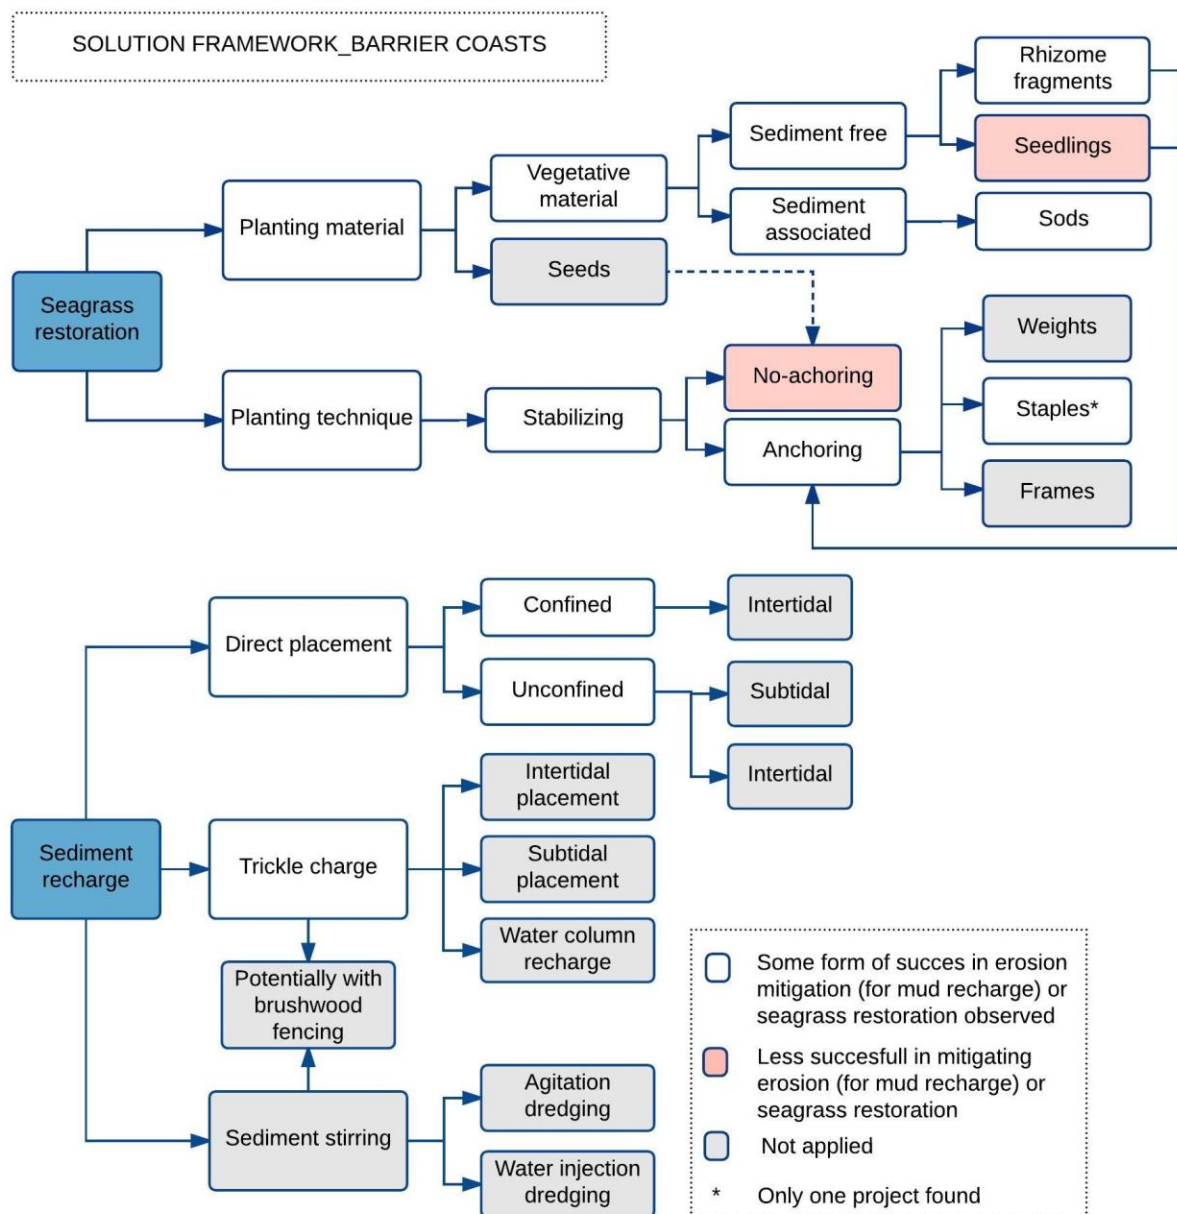 SOLUTION FRAMEWORK_BARRIER COASTS
Rhizome
fragments
Sediment free
Seedlings
Vegetative
material
Planting material
Sediment
associated
Sods
Seeds
Seagrass
restoration
Weights
No-achoring
Staples*
Planting technique
Stabilizing
Anchoring
Frames
Confined
Intertidal
Direct placement
Unconfined
Subtidal
Intertidal
Intertidal
placement
Sediment
recharge
Trickle charge
Subtidal
placement
Water column
recharge
Potentially with
brushwood
fencing
Agitation
dredging
Sediment stirring
Water injection
dredging
Some form of succes in erosion
mitigation (for mud recharge) or
seagrass restoration observed
Less succesfull in mitigating
erosion (for mud recharge) or
seagrass restoration
Not applied
* Only one project found